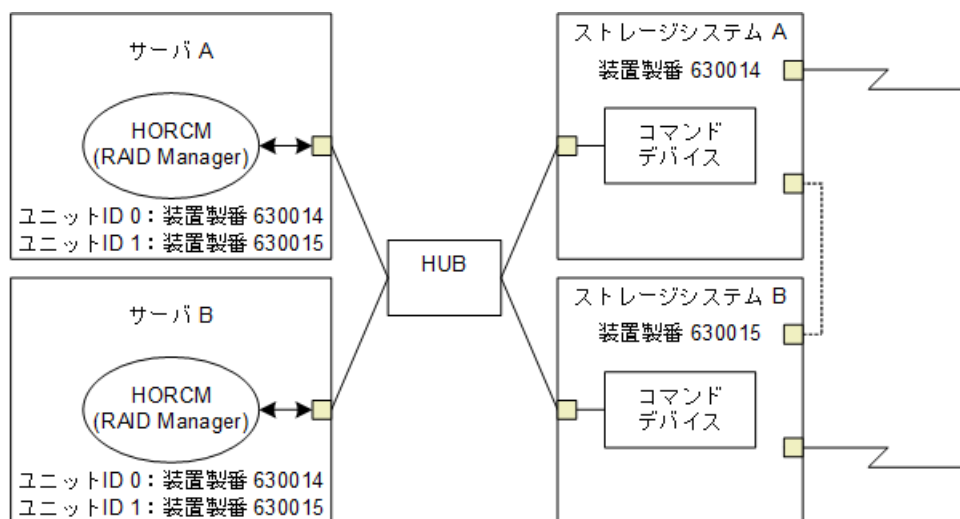 サーバ A
HORCM
(RAID Manager)
ユニットID 0：装置製番 630014
ユニットID 1：装置製番 630015
サーバ B
HORCM
(RAID Manager)
ユニットID 0：装置製番 630014
ユニットID 1：装置製番 630015
HUB
ストレージシステム A
装置製番 630014
コマンド
デバイス
ストレージシステム B
装置製番 630015
コマンド
デバイス